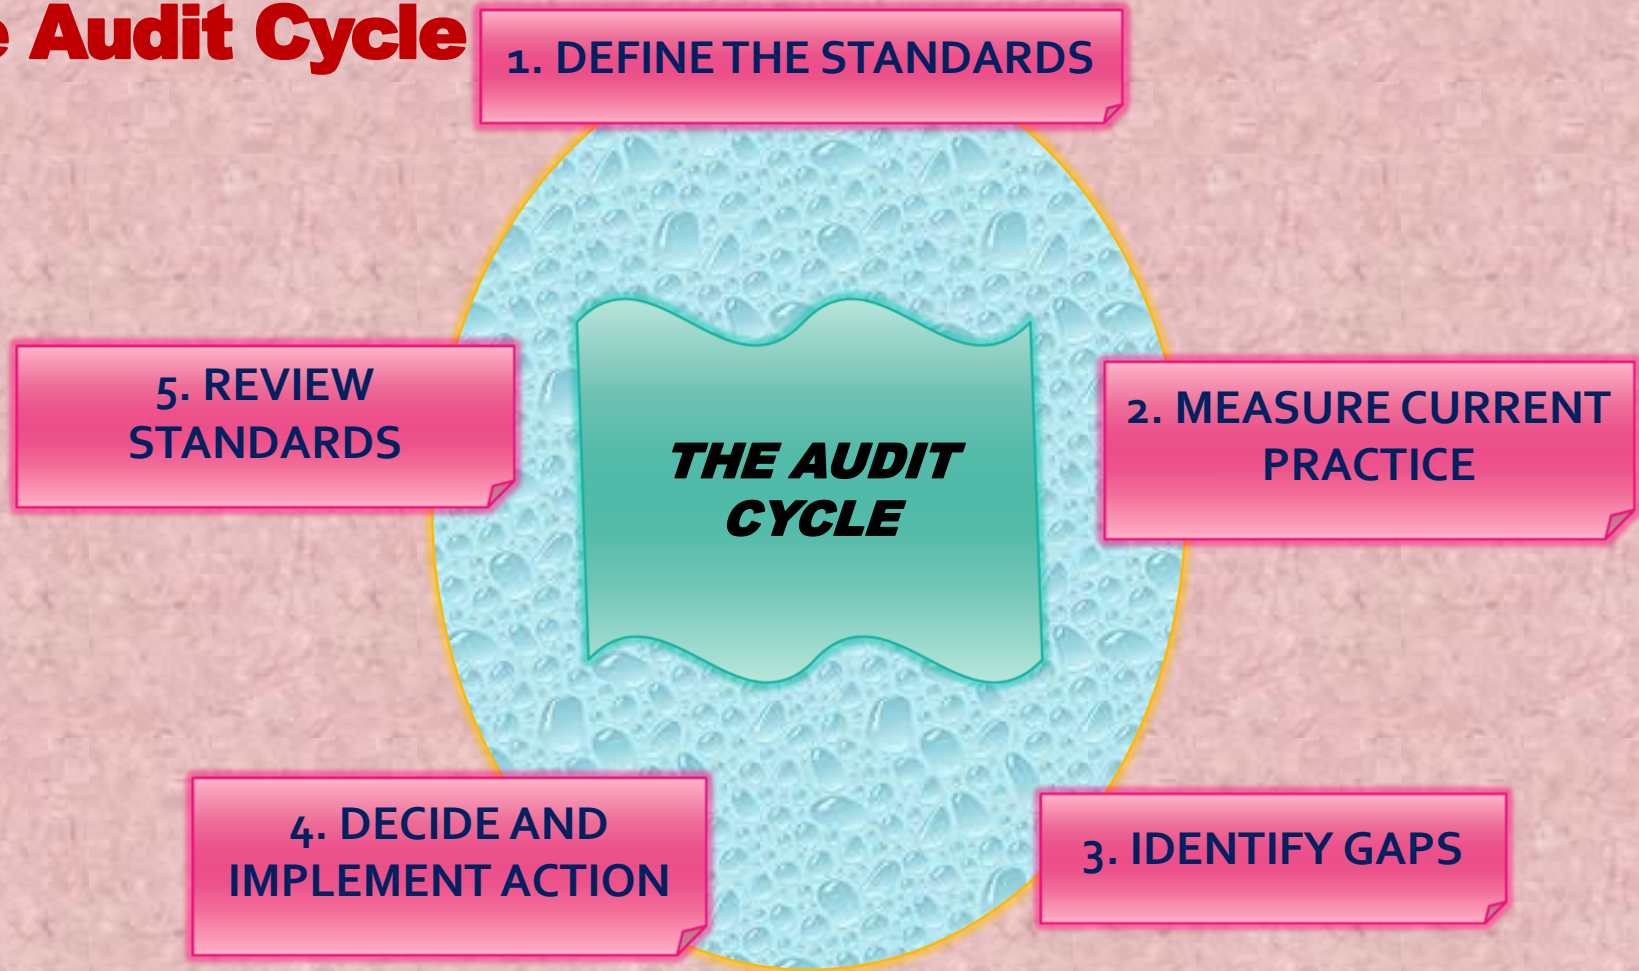 e Audit Cycle
1. DEFINE THE STANDARDS
5. REVIEW
STANDARDS
2. MEASURE CURRENT
PRACTICE
THE AUDIT
CYCLE
4. DECIDE AND
IMPLEMENT ACTION
3. IDENTIFY GAPS